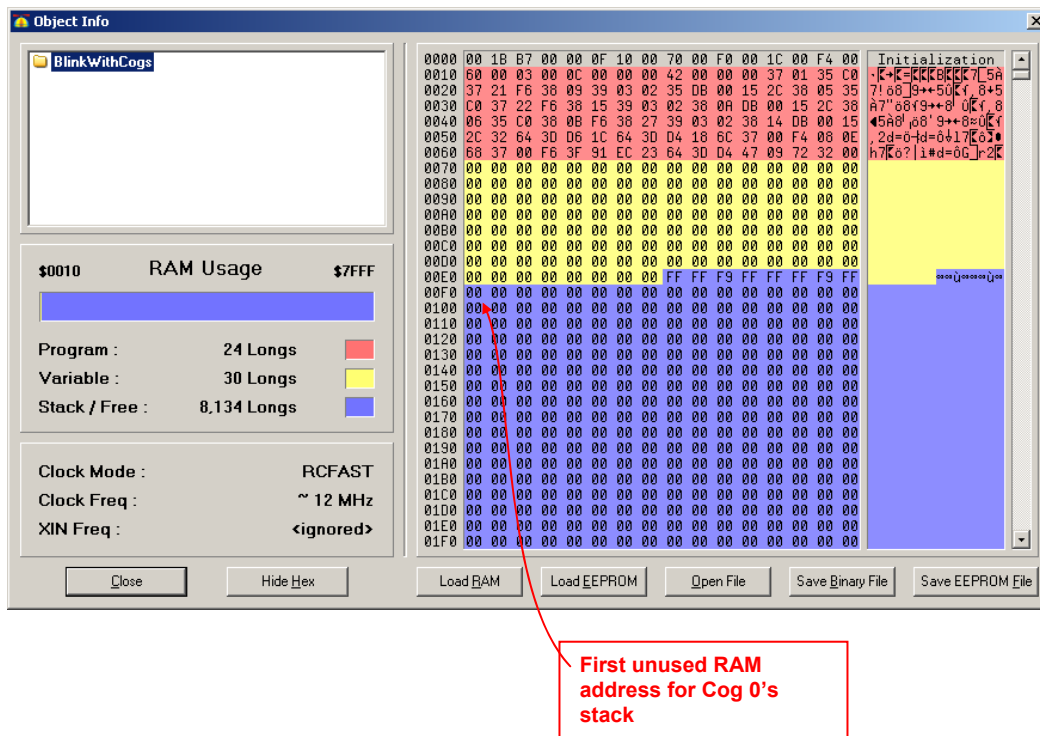 Object Info
BlinkWithCogs
$0010 RAM Usage $7FFF
Program : 24 Longs
Variable : 30 Longs
Stack / Free : 8,134 Longs
Clock Mode : RCFAST
Clock Freq : ~ 12 MHz
XIN Freq : <ignored>
0000 00 1B B7 00 00 0F 10 00 70 00 F0 00 1C 00 F4 00 Initialization
0010 60 00 03 00 0C 00 00 00 42 00 00 00 37 01 35 C0
0020 37 21 F6 38 09 39 03 02 35 DB 00 15 2C 38 05 35
0030 C0 37 22 F6 38 15 39 03 02 38 0A DB 00 15 2C 38
0040 06 35 C0 38 0B F6 38 27 39 03 02 38 14 DB 00 15
0050 2C 32 64 3D D6 1C 64 3D D4 18 6C 37 00 F4 08 0E
0060 68 37 00 F6 3F 91 EC 23 64 3D D4 47 09 72 32 00
0070 00 00 00 00 00 00 00 00 00 00 00 00 00 00 00 00
0080 00 00 00 00 00 00 00 00 00 00 00 00 00 00 00 00
0090 00 00 00 00 00 00 00 00 00 00 00 00 00 00 00 00
00A0 00 00 00 00 00 00 00 00 00 00 00 00 00 00 00 00
00B0 00 00 00 00 00 00 00 00 00 00 00 00 00 00 00 00
00C0 00 00 00 00 00 00 00 00 00 00 00 00 00 00 00 00
00D0 00 00 00 00 00 00 00 00 00 00 00 00 00 00 00 00
00E0 00 00 00 00 00 00 00 00 FF FF F9 FF FF FF F9 FF
00F0 00 00 00 00 00 00 00 00 00 00 00 00 00 00 00 00
0100 00 00 00 00 00 00 00 00 00 00 00 00 00 00 00 00
0110 00 00 00 00 00 00 00 00 00 00 00 00 00 00 00 00
0120 00 00 00 00 00 00 00 00 00 00 00 00 00 00 00 00
0130 00 00 00 00 00 00 00 00 00 00 00 00 00 00 00 00
0140 00 00 00 00 00 00 00 00 00 00 00 00 00 00 00 00
0150 00 00 00 00 00 00 00 00 00 00 00 00 00 00 00 00
0160 00 00 00 00 00 00 00 00 00 00 00 00 00 00 00 00
0170 00 00 00 00 00 00 00 00 00 00 00 00 00 00 00 00
0180 00 00 00 00 00 00 00 00 00 00 00 00 00 00 00 00
0190 00 00 00 00 00 00 00 00 00 00 00 00 00 00 00 00
01A0 00 00 00 00 00 00 00 00 00 00 00 00 00 00 00 00
01B0 00 00 00 00 00 00 00 00 00 00 00 00 00 00 00 00
01C0 00 00 00 00 00 00 00 00 00 00 00 00 00 00 00 00
01D0 00 00 00 00 00 00 00 00 00 00 00 00 00 00 00 00
01E0 00 00 00 00 00 00 00 00 00 00 00 00 00 00 00 00
01F0 00 00 00 00 00 00 00 00 00 00 00 00 00 00 00 00
Close Hide Hex Load RAM Load EEPROM Open File Save Binary File Save EEPROM File
First unused RAM
address for Cog 0’s
stack